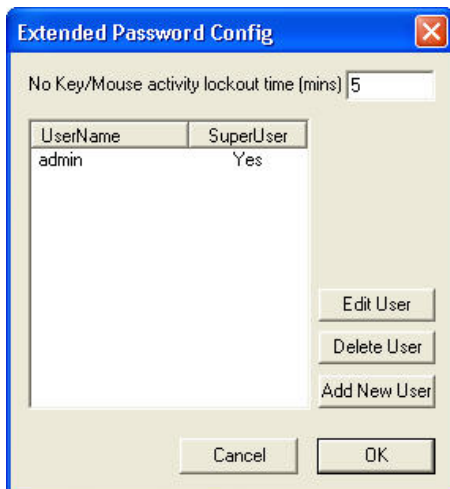 Extended Password Config
No Key/Mouse activity lockout time (mins) 5
UserName SuperUser
admin Yes
Edit User
Delete User
Add New User
Cancel OK